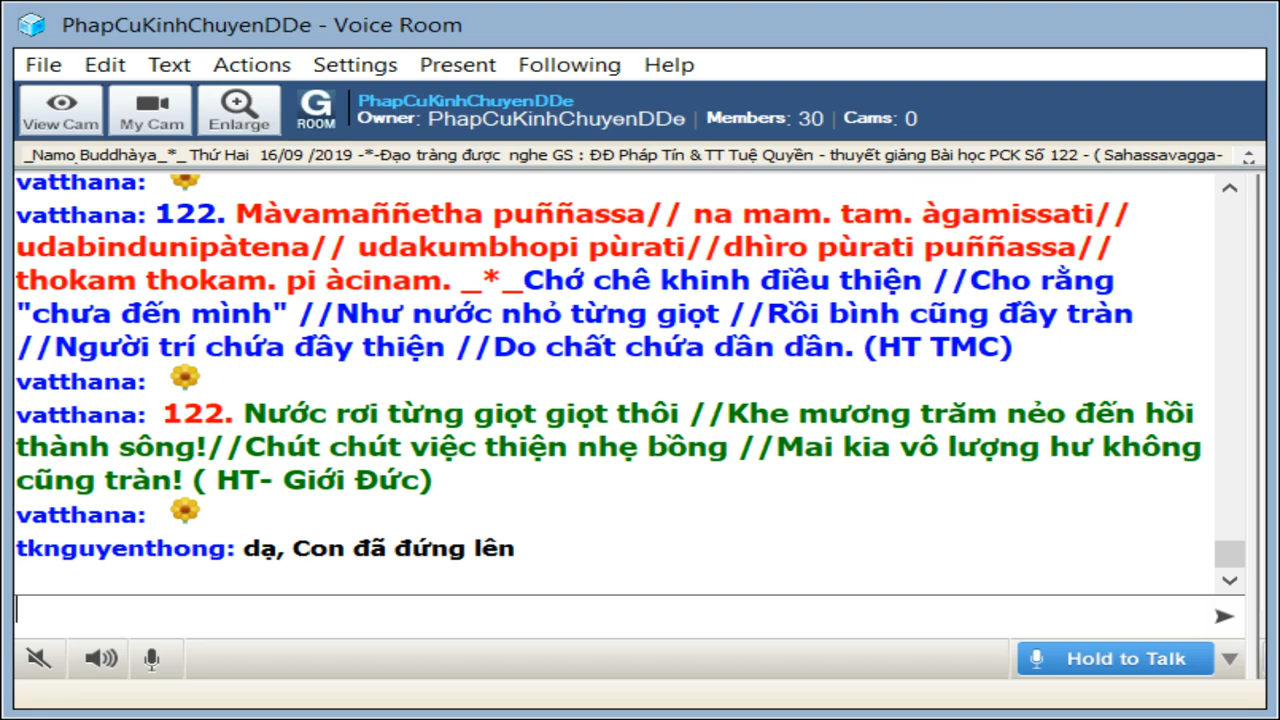 PhapCuKinhChuyenDDe - Voice Room
File Edit Text Actions Settings Present Following Help
View Cam My Cam Enlarge G ROOM
PhapCuKinhChuyenDDe
Owner: PhapCuKinhChuyenDDe | Members: 30 | Cams: 0
_Namo Buddhàya_*_ Thứ Hai 16/09 /2019 -*-Đạo tràng được nghe GS : ĐĐ Pháp Tín & TT Tuệ Quyền - thuyết giảng Bài học PCK Số 122 - ( Sahassavagga-
vatthana:
vatthana: 122. Màvamaññetha puññassa// na mam. tam. àgamissati//
udabindunipàtena// udakumbhopi pùrati//dhìro pùrati puññassa//
thokam thokam. pi àcinam. _*_Chớ chê khinh điều thiện //Cho rằng
"chưa đến mình" //Như nước nhỏ từng giọt //Rồi bình cũng đầy tràn
//Người trí chứa đầy thiện //Do chất chứa dần dần. (HT TMC)
vatthana:
vatthana: 122. Nước rơi từng giọt giọt thôi //Khe mương trăm nẻo đến hồi
thành sông!//Chút chút việc thiện nhẹ bồng //Mai kia vô lượng hư không
cũng tràn! ( HT- Giới Đức)
vatthana:
tknguyenthong: dạ, Con đã đứng lên
Hold to Talk